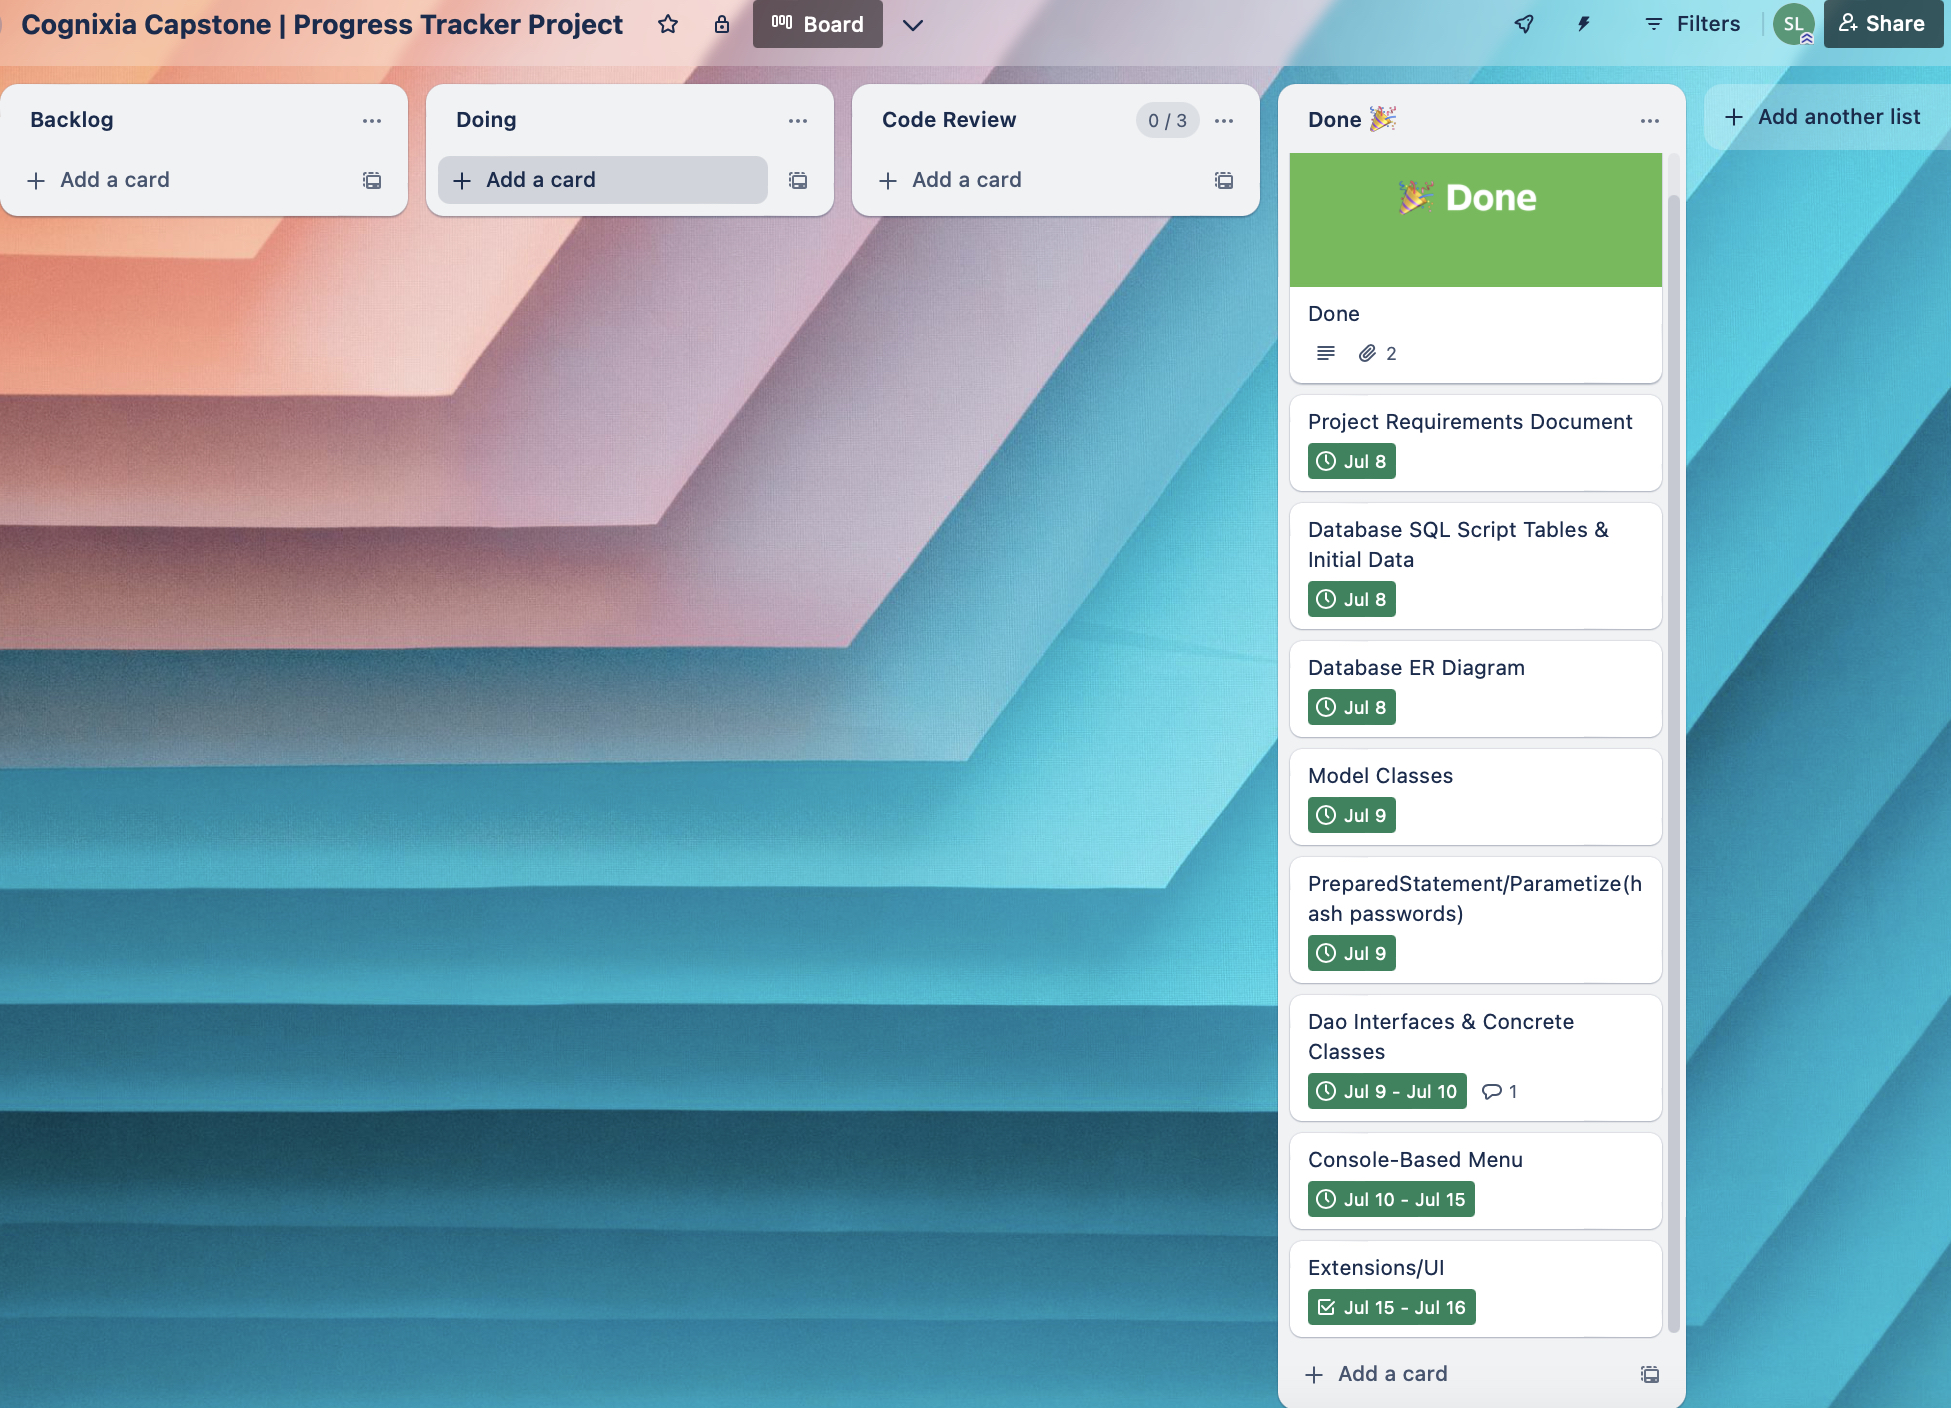 Cognixia Capstone | Progress Tracker Project
Board
Filters
SL
Share
Backlog
Add a card
Doing
Add a card
Code Review
0 / 3
Add a card
Done 🎉
🎉 Done
Done
2
Project Requirements Document
Jul 8
Database SQL Script Tables &
Initial Data
Jul 8
Database ER Diagram
Jul 8
Model Classes
Jul 9
PreparedStatement/Parametize(h
ash passwords)
Jul 9
Dao Interfaces & Concrete
Classes
Jul 9 - Jul 10
1
Console-Based Menu
Jul 10 - Jul 15
Extensions/UI
Jul 15 - Jul 16
Add a card
Add another list